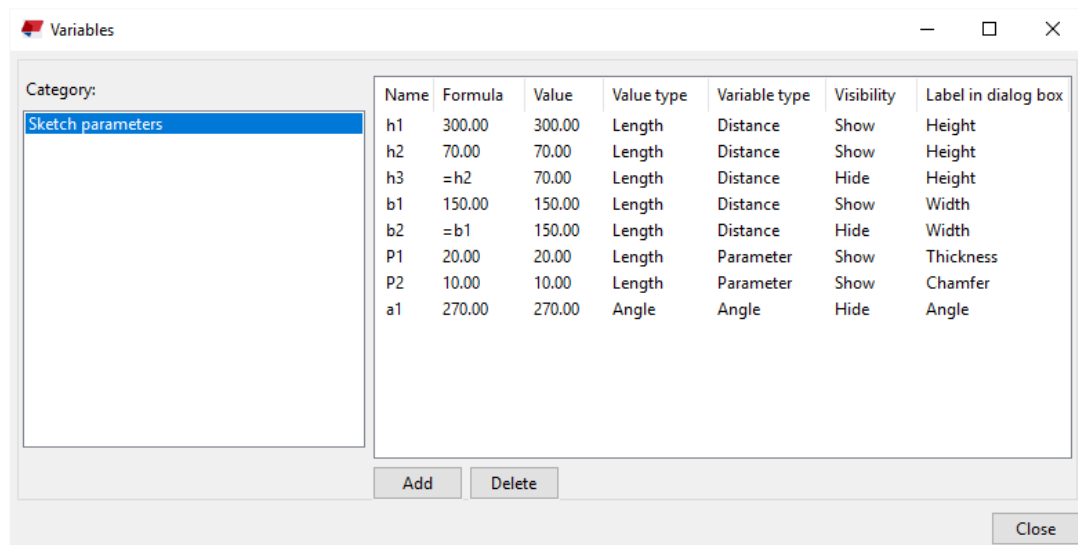 Variables
Category:
Sketch parameters
Name Formula Value Value type Variable type Visibility Label in dialog box
h1 300.00 300.00 Length Distance Show Height
h2 70.00 70.00 Length Distance Show Height
h3 =h2 70.00 Length Distance Hide Height
b1 150.00 150.00 Length Distance Show Width
b2 =b1 150.00 Length Distance Hide Width
P1 20.00 20.00 Length Parameter Show Thickness
P2 10.00 10.00 Length Parameter Show Chamfer
a1 270.00 270.00 Angle Angle Hide Angle
Add Delete
Close